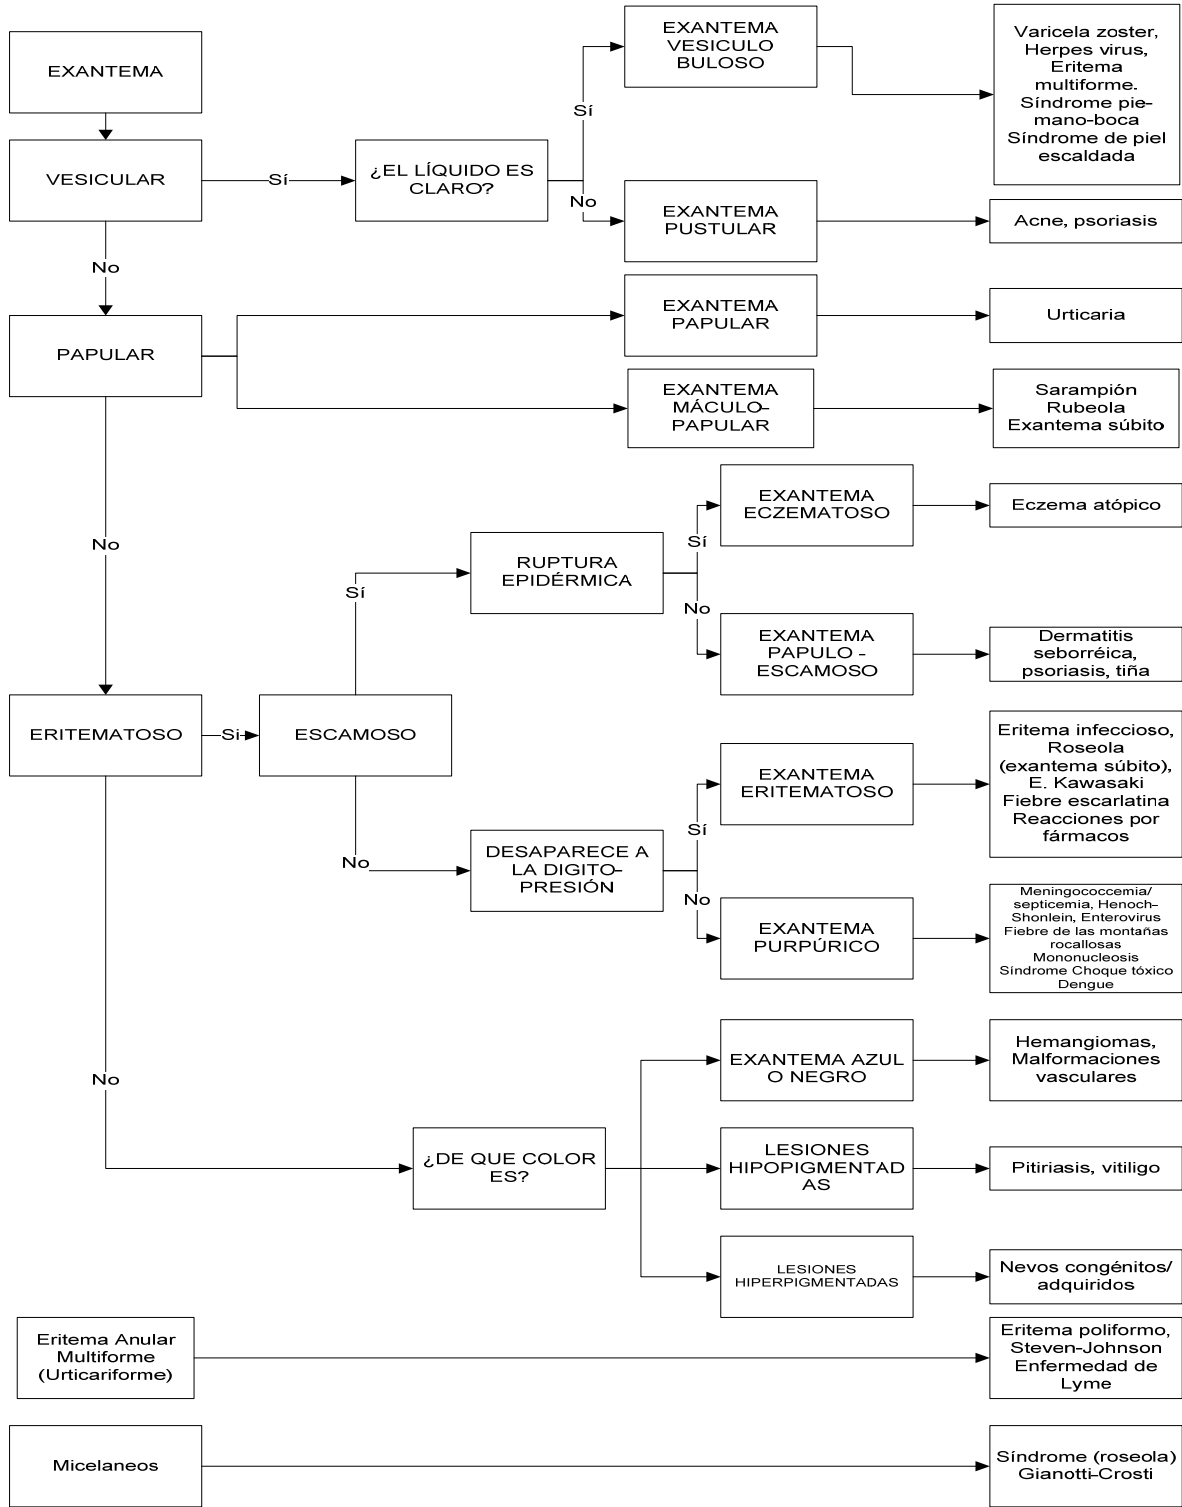 EXANTEMA
VESICULAR
Sí
¿EL LÍQUIDO ES
CLARO?
Sí
EXANTEMA
VESICULO
BULOSO
Varicela zoster,
Herpes virus,
Eritema
multiforme.
Síndrome pie-
mano-boca
Síndrome de piel
escaldada
No
EXANTEMA
PUSTULAR
Acne, psoriasis
No
PAPULAR
EXANTEMA
PAPULAR
Urticaria
EXANTEMA
MÁCULO-
PAPULAR
Sarampión
Rubeola
Exantema súbito
No
ERITEMATOSO
Si
ESCAMOSO
Sí
RUPTURA
EPIDÉRMICA
Sí
EXANTEMA
ECZEMATOSO
Eczema atópico
No
EXANTEMA
PAPULO -
ESCAMOSO
Dermatitis
seborréica,
psoriasis, tiña
No
DESAPARECE A
LA DIGITO-
PRESIÓN
Sí
EXANTEMA
ERITEMATOSO
Eritema infeccioso,
Roseola
(exantema súbito),
E. Kawasaki
Fiebre escarlatina
Reacciones por
fármacos
No
EXANTEMA
PURPÚRICO
Meningococcemia/
septicemia, Henoch-
Shonlein, Enterovirus
Fiebre de las montañas
rocallosas
Mononucleosis
Síndrome Choque tóxico
Dengue
No
¿DE QUE COLOR
ES?
EXANTEMA AZUL
O NEGRO
Hemangiomas,
Malformaciones
vasculares
LESIONES
HIPOPIGMENTAD
AS
Pitiriasis, vitiligo
LESIONES
HIPERPIGMENTADAS
Nevos congénitos/
adquiridos
Eritema Anular
Multiforme
(Urticariforme)
Eritema poliformo,
Steven-Johnson
Enfermedad de
Lyme
Micelaneos
Síndrome (roseola)
Gianotti-Crosti